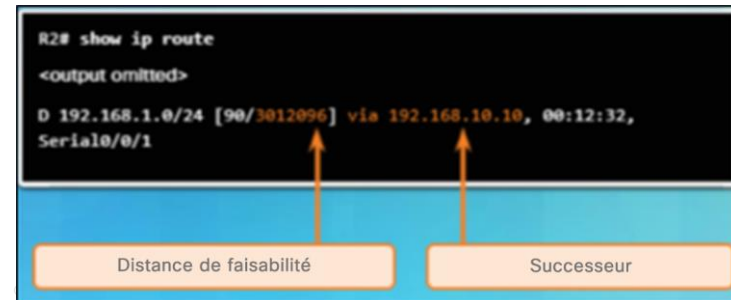 R2# show ip route
<output omitted>
D 192.168.1.0/24 [90/3012096] via 192.168.10.10, 00:12:32,
Serial0/0/1
Distance de faisabilité
Successeur